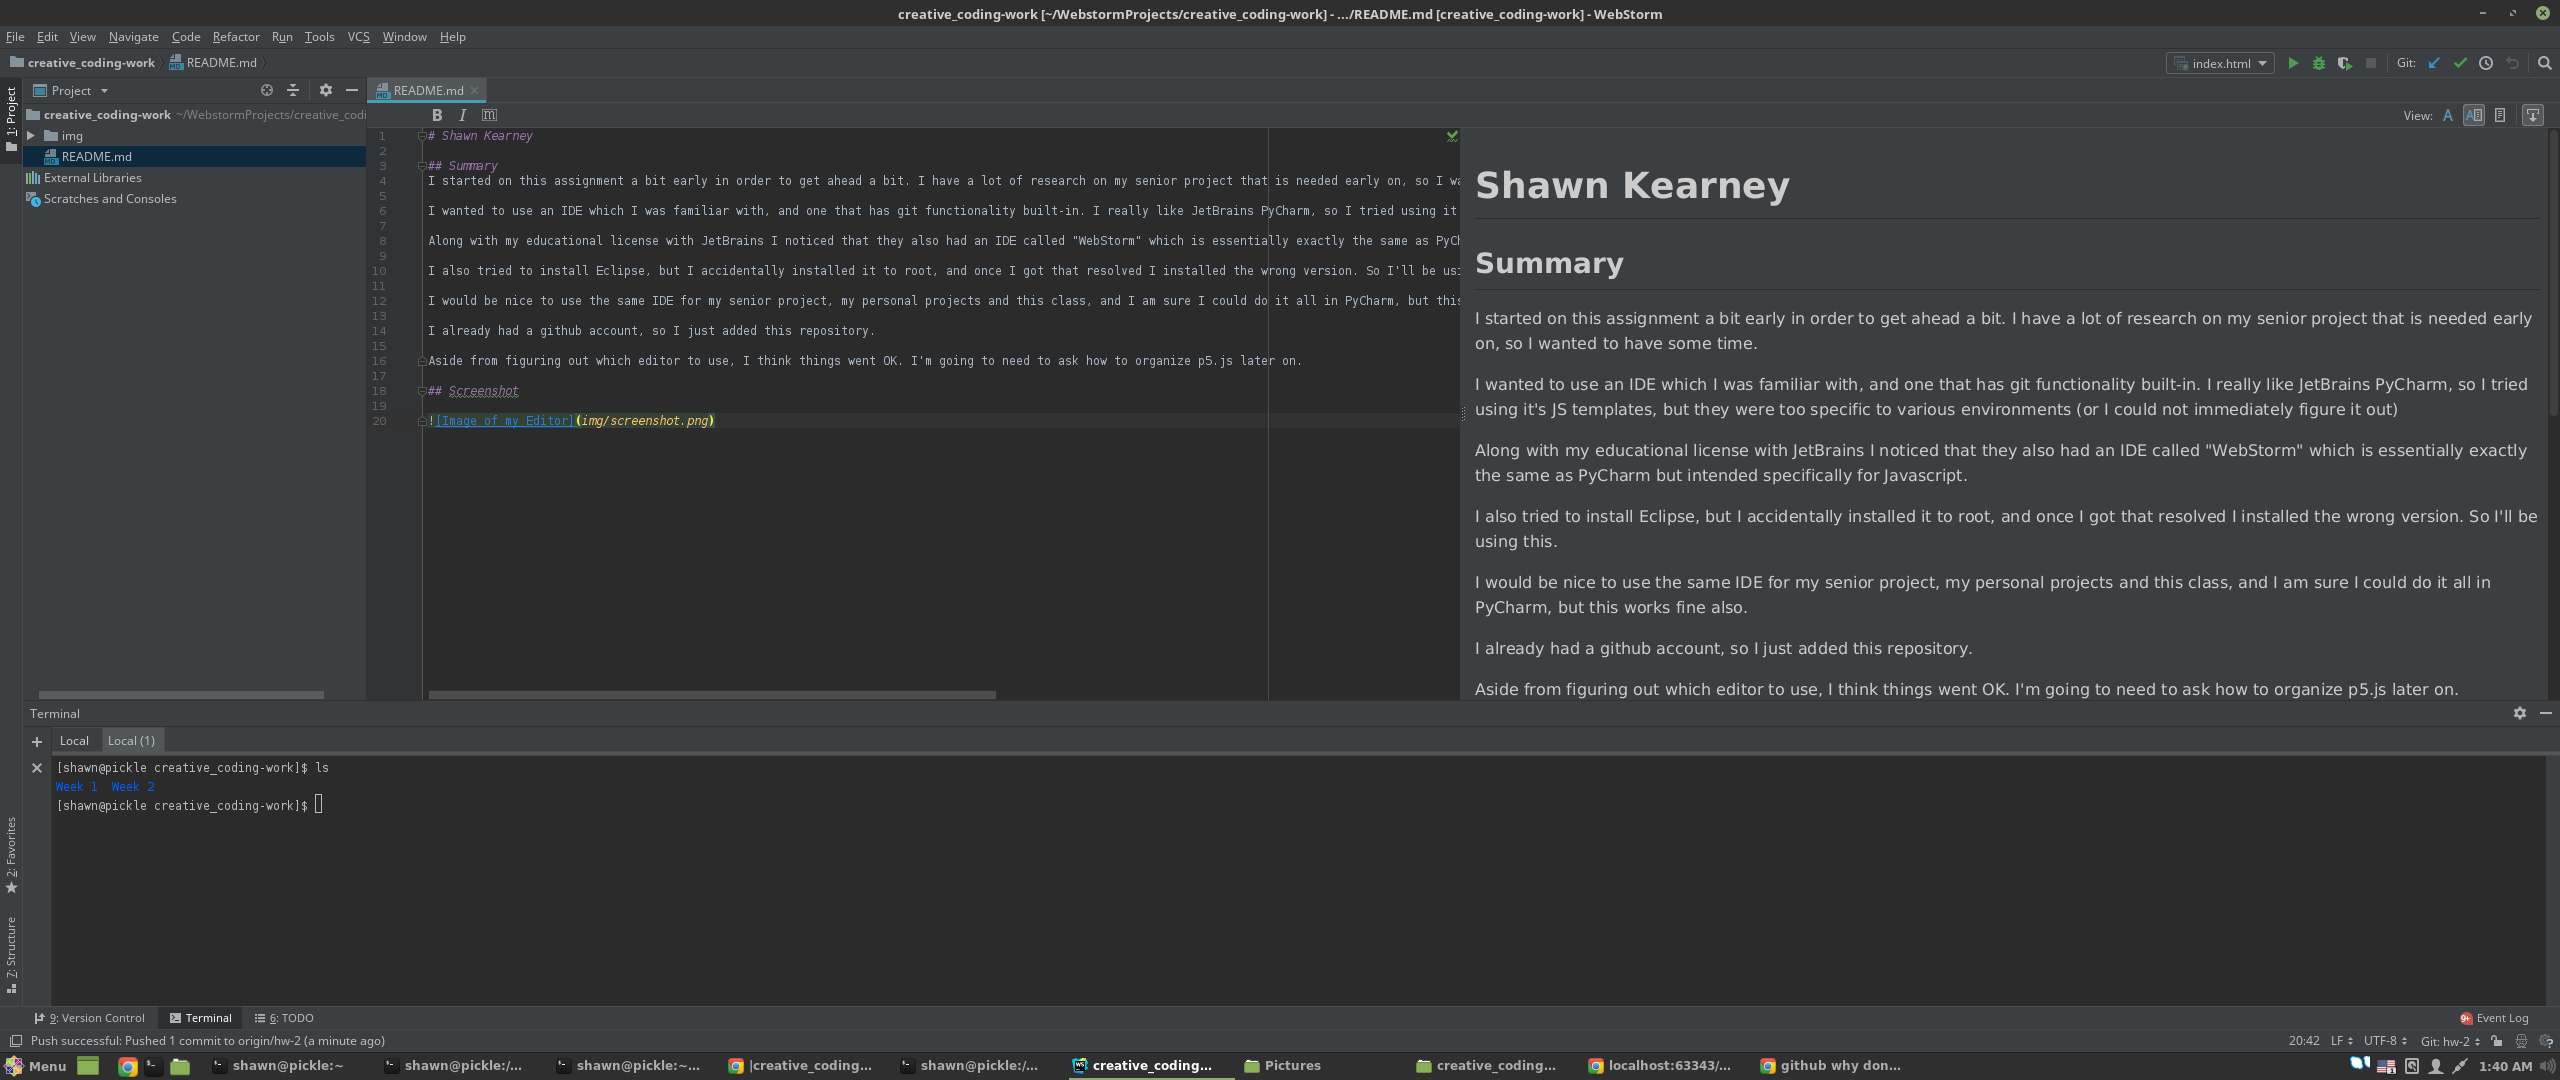 creative_coding-work [~/WebstormProjects/creative_coding-work] - .../README.md [creative_coding-work] - WebStorm
File Edit View Navigate Code Refactor Run Tools VCS Window Help
creative_coding-work README.md index.html Git:
1: Project
Project
README.md
creative_coding-work ~/WebstormProjects/creative_codi
img
README.md
External Libraries
Scratches and Consoles
B I m
View: A A
1 # Shawn Kearney
2
3 ## Summary
4 I started on this assignment a bit early in order to get ahead a bit. I have a lot of research on my senior project that is needed early on, so I wa
5
6 I wanted to use an IDE which I was familiar with, and one that has git functionality built-in. I really like JetBrains PyCharm, so I tried using it
7
8 Along with my educational license with JetBrains I noticed that they also had an IDE called "WebStorm" which is essentially exactly the same as PyCh
9
10 I also tried to install Eclipse, but I accidentally installed it to root, and once I got that resolved I installed the wrong version. So I'll be usi
11
12 I would be nice to use the same IDE for my senior project, my personal projects and this class, and I am sure I could do it all in PyCharm, but this
13
14 I already had a github account, so I just added this repository.
15
16 Aside from figuring out which editor to use, I think things went OK. I'm going to need to ask how to organize p5.js later on.
17
18 ## Screenshot
19
20 ![Image of my Editor](img/screenshot.png)
Shawn Kearney
Summary
I started on this assignment a bit early in order to get ahead a bit. I have a lot of research on my senior project that is needed early
on, so I wanted to have some time.
I wanted to use an IDE which I was familiar with, and one that has git functionality built-in. I really like JetBrains PyCharm, so I tried
using it's JS templates, but they were too specific to various environments (or I could not immediately figure it out)
Along with my educational license with JetBrains I noticed that they also had an IDE called "WebStorm" which is essentially exactly
the same as PyCharm but intended specifically for Javascript.
I also tried to install Eclipse, but I accidentally installed it to root, and once I got that resolved I installed the wrong version. So I'll be
using this.
I would be nice to use the same IDE for my senior project, my personal projects and this class, and I am sure I could do it all in
PyCharm, but this works fine also.
I already had a github account, so I just added this repository.
Aside from figuring out which editor to use, I think things went OK. I'm going to need to ask how to organize p5.js later on.
Terminal
Local Local (1)
[shawn@pickle creative_coding-work]$ ls
Week 1 Week 2
[shawn@pickle creative_coding-work]$
2: Favorites
7: Structure
9: Version Control Terminal 6: TODO 9+ Event Log
Push successful: Pushed 1 commit to origin/hw-2 (a minute ago) 20:42 LF UTF-8 Git: hw-2
Menu shawn@pickle:~ shawn@pickle:/... shawn@pickle:~... |creative_coding... shawn@pickle:/... creative_coding... Pictures creative_coding... localhost:63343/... github why don... 1:40 AM